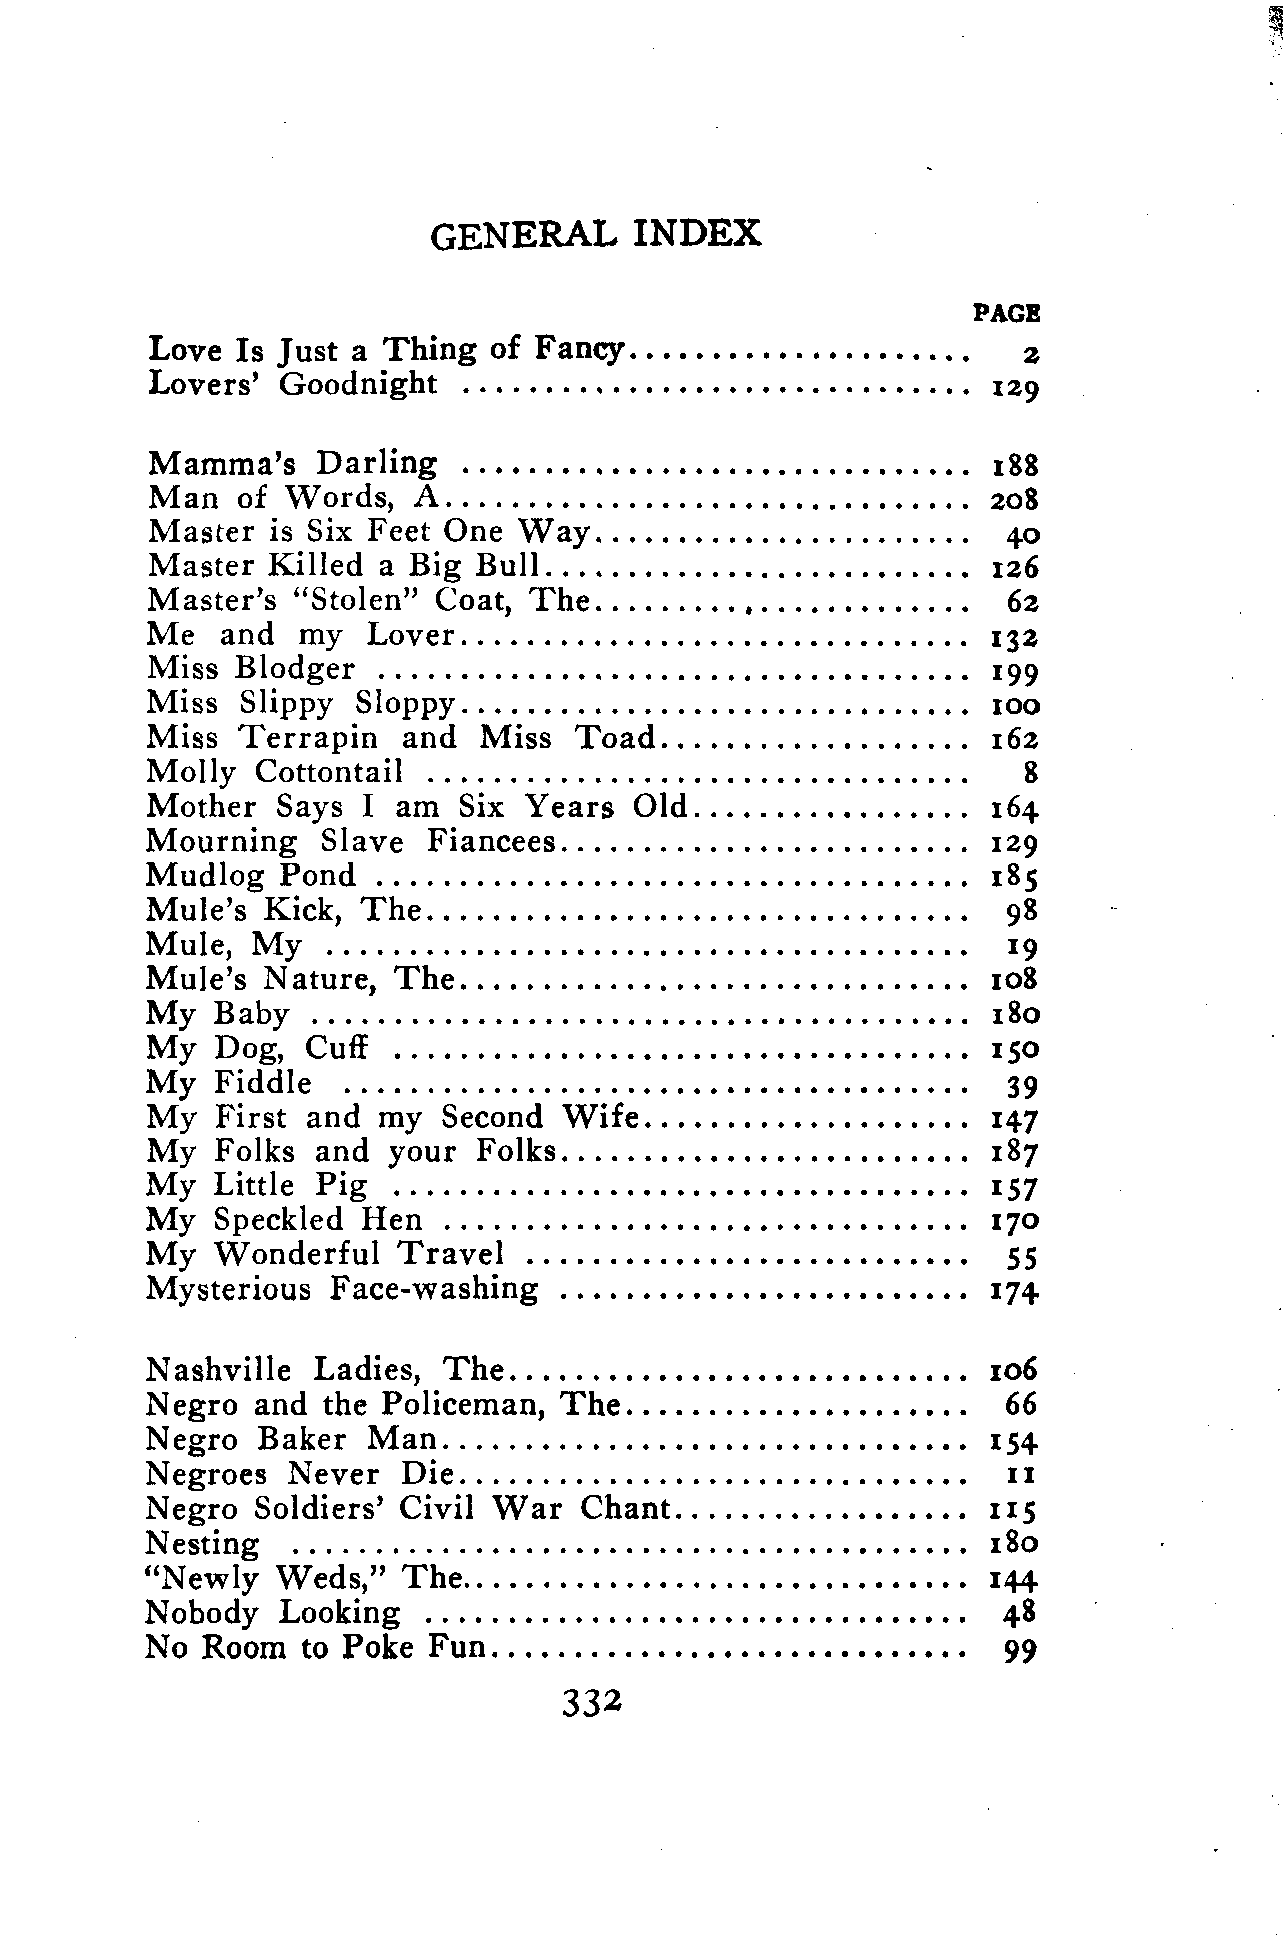 GENERAL INDEX
PAGE
Love Is Just a Thing of Fancy..................... 2
Lovers' Goodnight ............................... 129
Mamma's Darling ............................... 188
Man of Words, A................................ 208
Master is Six Feet One Way....................... 40
Master Killed a Big Bull.......................... 126
Master's "Stolen" Coat, The....................... 62
Me and my Lover............................... 132
Miss Blodger .................................... 199
Miss Slippy Sloppy............................... 100
Miss Terrapin and Miss Toad................... 162
Molly Cottontail ................................. 8
Mother Says I am Six Years Old................. 164
Mourning Slave Fiancees......................... 129
Mudlog Pond .................................... 185
Mule's Kick, The................................. 98
Mule, My ....................................... 19
Mule's Nature, The............................... 108
My Baby ........................................ 180
My Dog, Cuff ................................... 150
My Fiddle ...................................... 39
My First and my Second Wife.................... 147
My Folks and your Folks......................... 187
My Little Pig ................................... 157
My Speckled Hen ................................ 170
My Wonderful Travel ........................... 55
Mysterious Face-washing ......................... 174
Nashville Ladies, The............................ 106
Negro and the Policeman, The..................... 66
Negro Baker Man................................ 154
Negroes Never Die............................... 11
Negro Soldiers' Civil War Chant.................. 115
Nesting ......................................... 180
"Newly Weds," The............................... 144
Nobody Looking ................................. 48
No Room to Poke Fun............................. 99
332